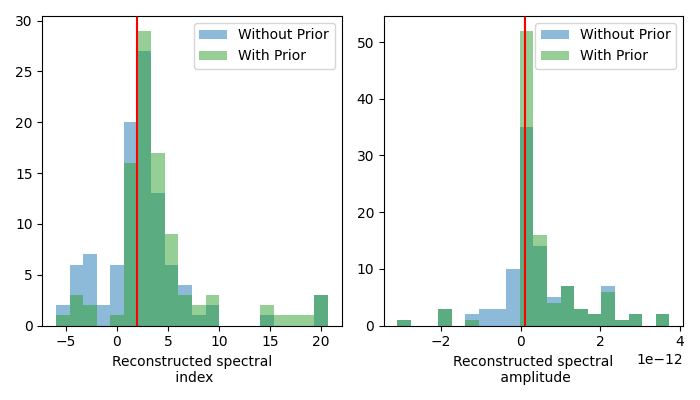 30
25
20
15
10
5
0
Without Prior
With Prior
−5
0
5
10
15
20
Reconstructed spectral
index
50
40
30
20
10
0
Without Prior
With Prior
−2
0
2
4
1e−12
Reconstructed spectral
amplitude